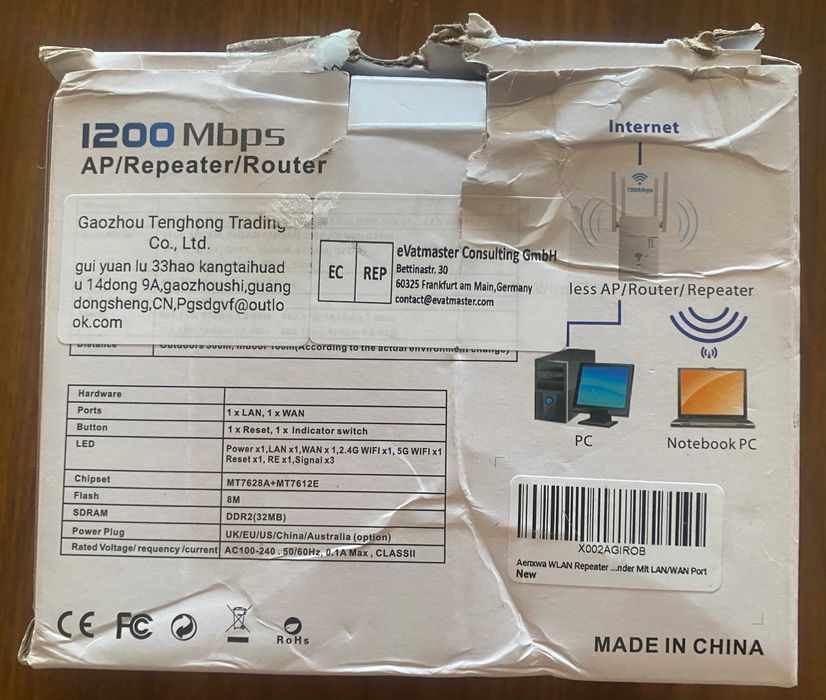 1200 Mbps
AP/Repeater/Router
Gaozhou Tenghong Trading
Co., Ltd.
gui yuan lu 33hao kangtaihuad
u 14dong 9A,gaozhoushi,guang
dongsheng,CN,Pgsdgvf@outlo
ok.com
EC REP
eVatmaster Consulting GmbH
Bettinastr. 30
60325 Frankfurt am Main,Germany
contact@evatmaster.com
Distance Outdoors 300m, Indoor 100m(According to the actual environment change)
Hardware
Ports 1 x LAN, 1 x WAN
Button 1 x Reset, 1 x Indicator switch
LED Power x1,LAN x1,WAN x 1,2.4G WIFI x1, 5G WIFI x1
Reset x1, RE x1,Signal x3
Chipset MT7628A+MT7612E
Flash 8M
SDRAM DDR2(32MB)
Power Plug UK/EU/US/China/Australia (option)
Rated Voltage/ requency /current AC100-240 . 50/60Hz, 0.1A Max , CLASSII
Internet
1200Mbps
less AP/Router/Repeater
PC
Notebook PC
X002AGIROB
Aenxwa WLAN Repeater ...nder Mit LAN/WAN Port
New
CE FC
RoHs
MADE IN CHINA